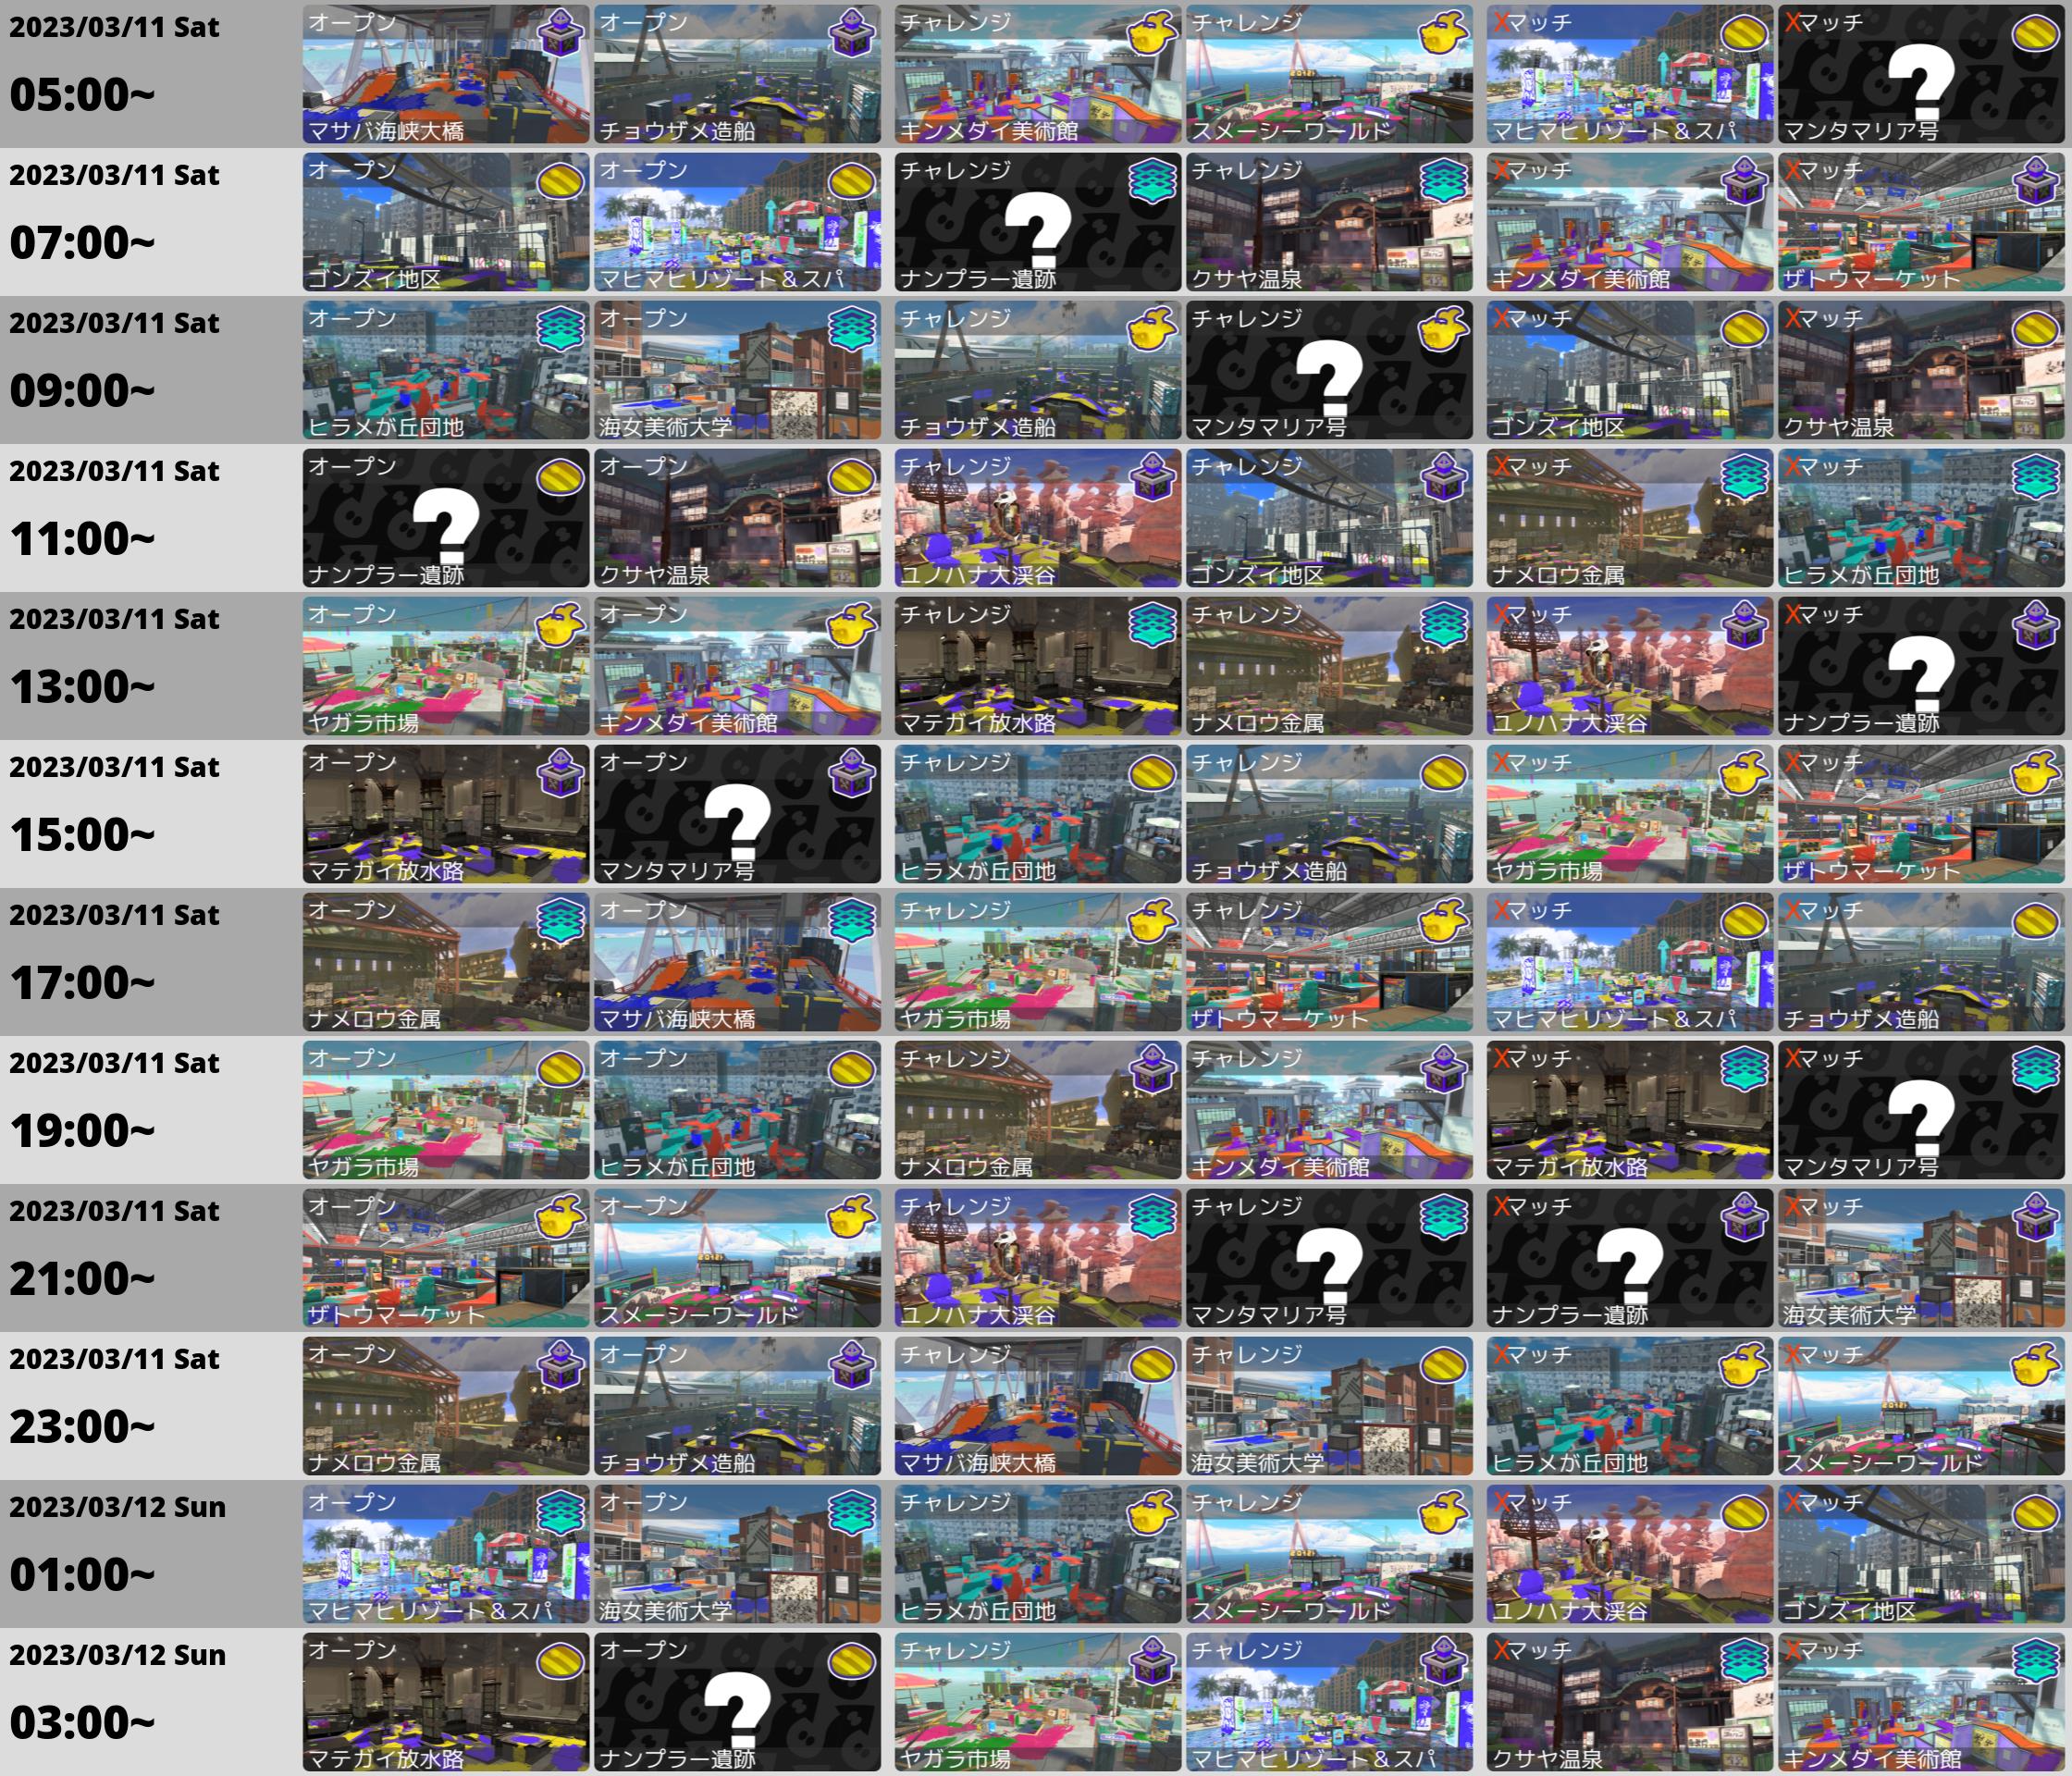 2023/03/11 Sat
05:00~
オープン オープン チャレンジ チャレンジ Xマッチ Xマッチ
マサバ海峡大橋 チョウザメ造船 キンメダイ美術館 スメーシーワールド マヒマヒリゾート＆スパ マンタマリア号
2023/03/11 Sat
07:00~
オープン オープン チャレンジ チャレンジ Xマッチ Xマッチ
ゴンズイ地区 マヒマヒリゾート＆スパ ナンプラー遺跡 クサヤ温泉 キンメダイ美術館 ザトウマーケット
2023/03/11 Sat
09:00~
オープン オープン チャレンジ チャレンジ Xマッチ Xマッチ
ヒラメが丘団地 海女美術大学 チョウザメ造船 マンタマリア号 ゴンズイ地区 クサヤ温泉
2023/03/11 Sat
11:00~
オープン オープン チャレンジ チャレンジ Xマッチ Xマッチ
ナンプラー遺跡 クサヤ温泉 ユノハナ大渓谷 ゴンズイ地区 ナメロウ金属 ヒラメが丘団地
2023/03/11 Sat
13:00~
オープン オープン チャレンジ チャレンジ Xマッチ Xマッチ
ヤガラ市場 キンメダイ美術館 マテガイ放水路 ナメロウ金属 ユノハナ大渓谷 ナンプラー遺跡
2023/03/11 Sat
15:00~
オープン オープン チャレンジ チャレンジ Xマッチ Xマッチ
マテガイ放水路 マンタマリア号 ヒラメが丘団地 チョウザメ造船 ヤガラ市場 ザトウマーケット
2023/03/11 Sat
17:00~
オープン オープン チャレンジ チャレンジ Xマッチ Xマッチ
ナメロウ金属 マサバ海峡大橋 ヤガラ市場 ザトウマーケット マヒマヒリゾート＆スパ チョウザメ造船
2023/03/11 Sat
19:00~
オープン オープン チャレンジ チャレンジ Xマッチ Xマッチ
ヤガラ市場 ヒラメが丘団地 ナメロウ金属 キンメダイ美術館 マテガイ放水路 マンタマリア号
2023/03/11 Sat
21:00~
オープン オープン チャレンジ チャレンジ Xマッチ Xマッチ
ザトウマーケット スメーシーワールド ユノハナ大渓谷 マンタマリア号 ナンプラー遺跡 海女美術大学
2023/03/11 Sat
23:00~
オープン オープン チャレンジ チャレンジ Xマッチ Xマッチ
ナメロウ金属 チョウザメ造船 マサバ海峡大橋 海女美術大学 ヒラメが丘団地 スメーシーワールド
2023/03/12 Sun
01:00~
オープン オープン チャレンジ チャレンジ Xマッチ Xマッチ
マヒマヒリゾート＆スパ 海女美術大学 ヒラメが丘団地 スメーシーワールド ユノハナ大渓谷 ゴンズイ地区
2023/03/12 Sun
03:00~
オープン オープン チャレンジ チャレンジ Xマッチ Xマッチ
マテガイ放水路 ナンプラー遺跡 ヤガラ市場 マヒマヒリゾート＆スパ クサヤ温泉 キンメダイ美術館